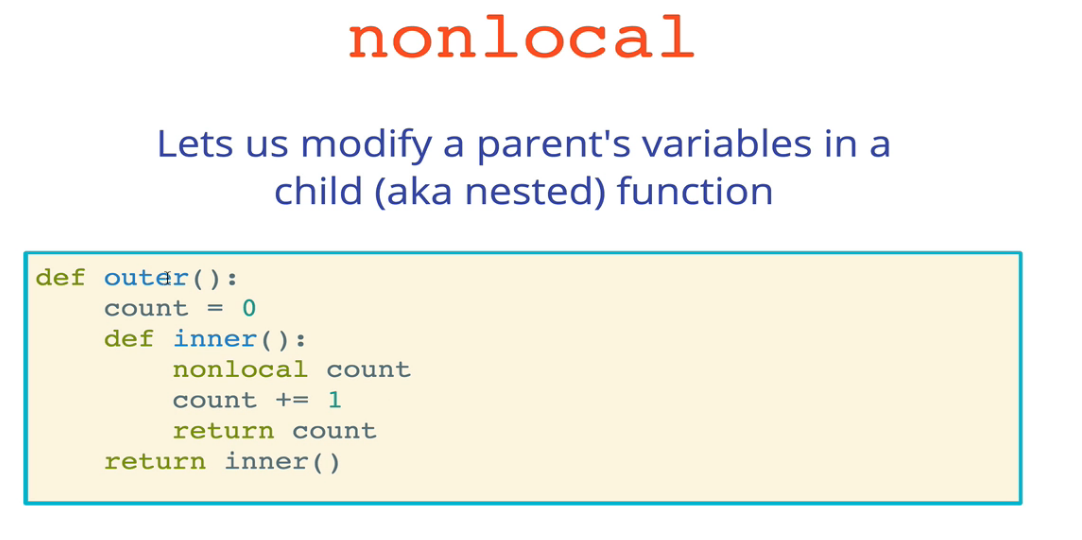 nonlocal
Lets us modify a parent's variables in a
child (aka nested) function
def outer():
    count = 0
    def inner():
        nonlocal count
        count += 1
        return count
    return inner()